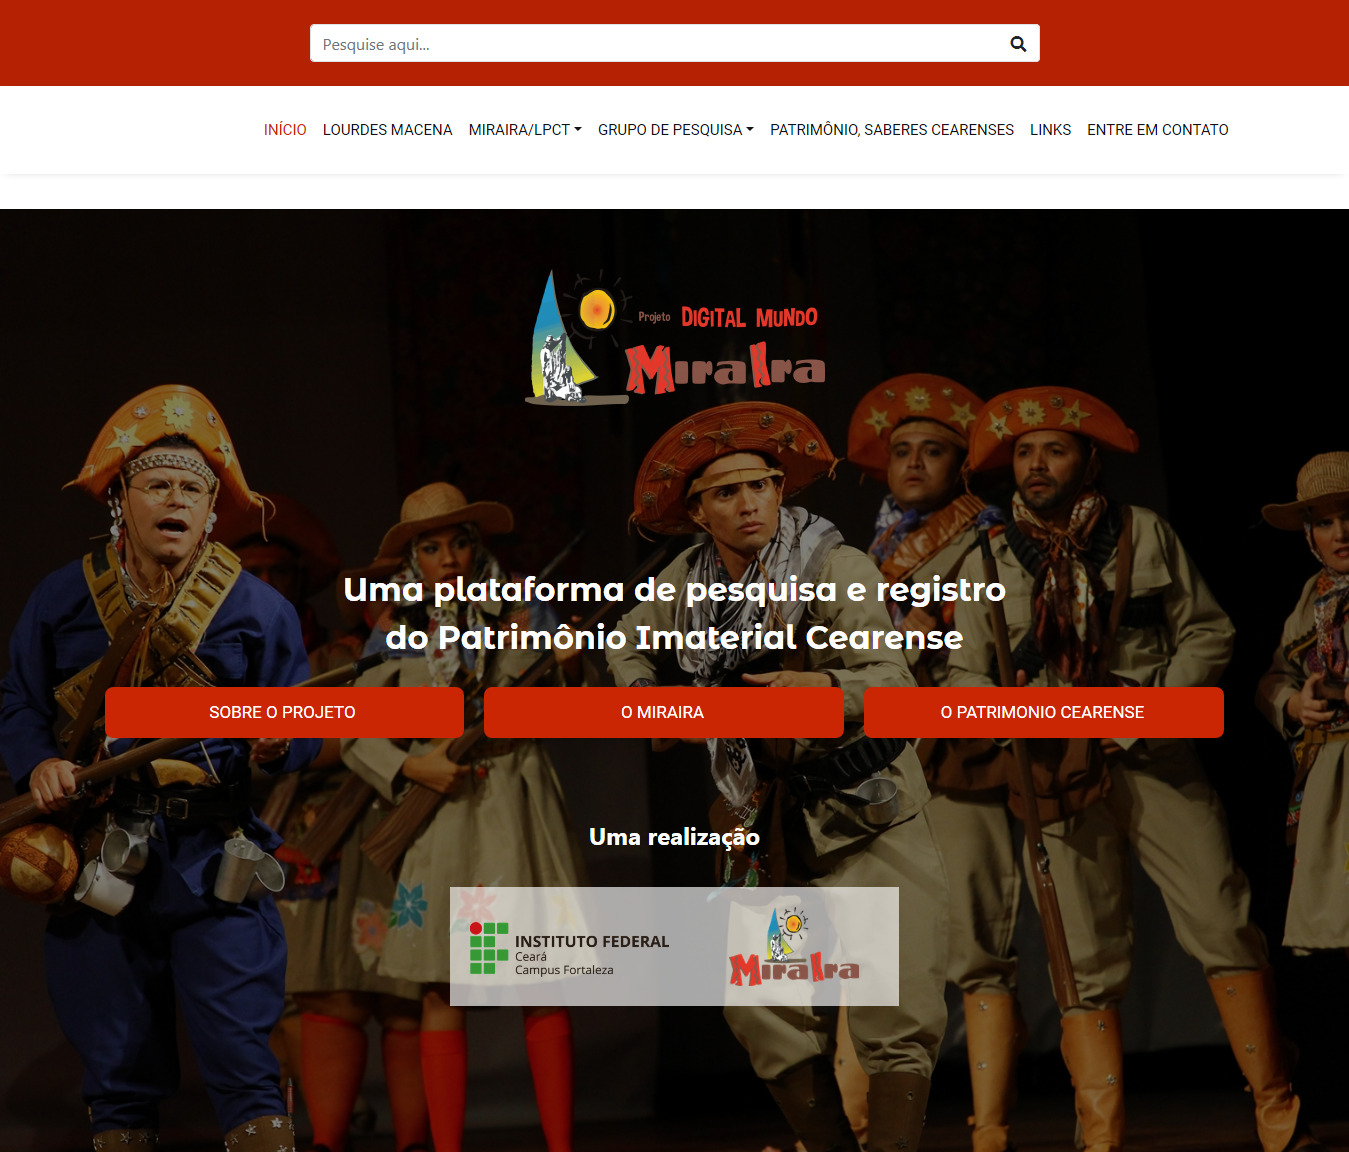 Pesquise aqui...
INÍCIO LOURDES MACENA MIRAIRA/LPCT GRUPO DE PESQUISA PATRIMÔNIO, SABERES CEARENSES LINKS ENTRE EM CONTATO
Projeto DIGITAL MUNDO
MiraIra
Uma plataforma de pesquisa e registro
do Patrimônio Imaterial Cearense
SOBRE O PROJETO O MIRAIRA O PATRIMONIO CEARENSE
Uma realização
INSTITUTO FEDERAL
Ceará
Campus Fortaleza
MiraIra